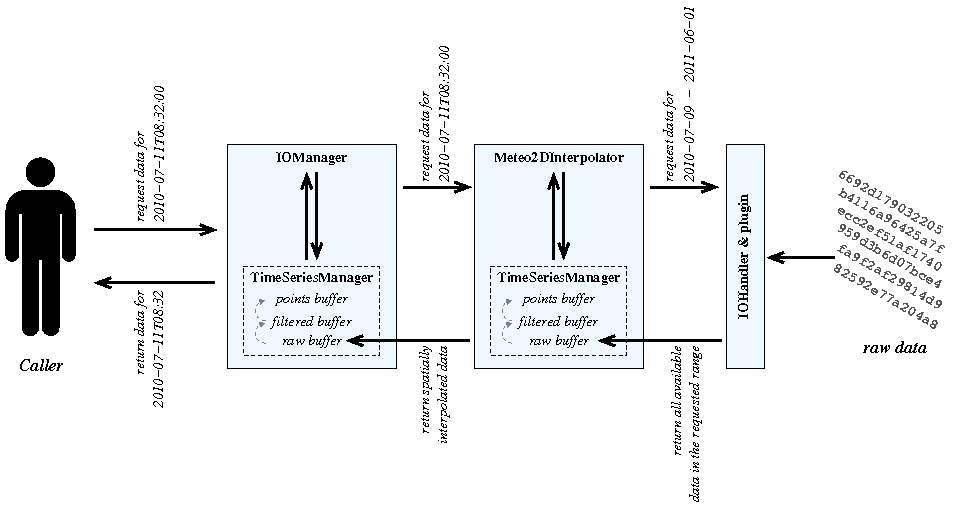 request data for
2010-07-11T08:32:00
return data for
2010-07-11T08:32
Caller
IOManager
TimeSeriesManager
points buffer
filtered buffer
raw buffer
request data for
2010-07-11T08:32:00
return spatially
interpolated data
Meteo2DInterpolator
TimeSeriesManager
points buffer
filtered buffer
raw buffer
request data for
2010-07-09 - 2011-06-01
return all available
data in the requested range
IOHandler & plugin
6692d179032205
b4116a96425a7f
ecc2ef51af1740
959d3b6d07bce4
fa9f2af29814d9
82592e77a204a8
raw data